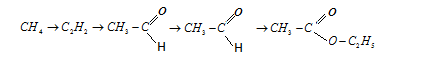 CH₄ → C₂H₂ → CH₃ – C(=O)–H → CH₃ – C(=O)–H → CH₃ – C(=O)–O – C₂H₅